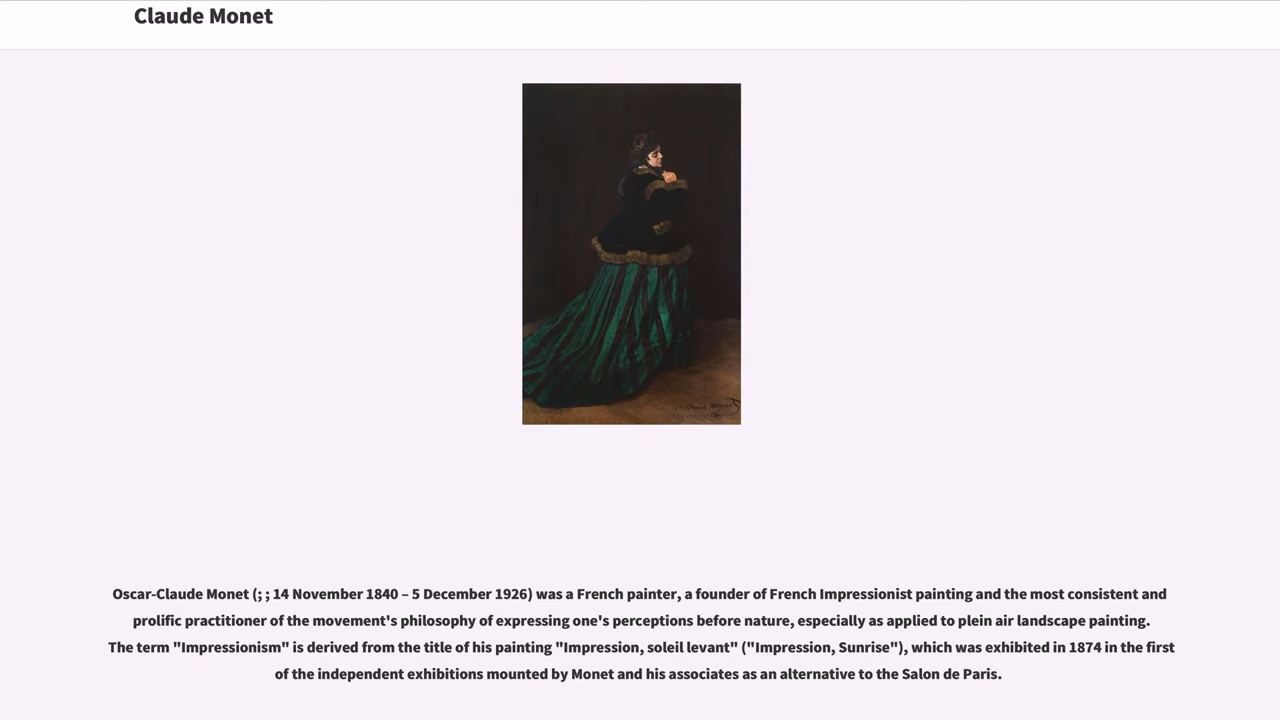 Claude Monet
Oscar-Claude Monet (; ; 14 November 1840 – 5 December 1926) was a French painter, a founder of French Impressionist painting and the most consistent and
prolific practitioner of the movement's philosophy of expressing one's perceptions before nature, especially as applied to plein air landscape painting.
The term "Impressionism" is derived from the title of his painting "Impression, soleil levant" ("Impression, Sunrise"), which was exhibited in 1874 in the first
of the independent exhibitions mounted by Monet and his associates as an alternative to the Salon de Paris.